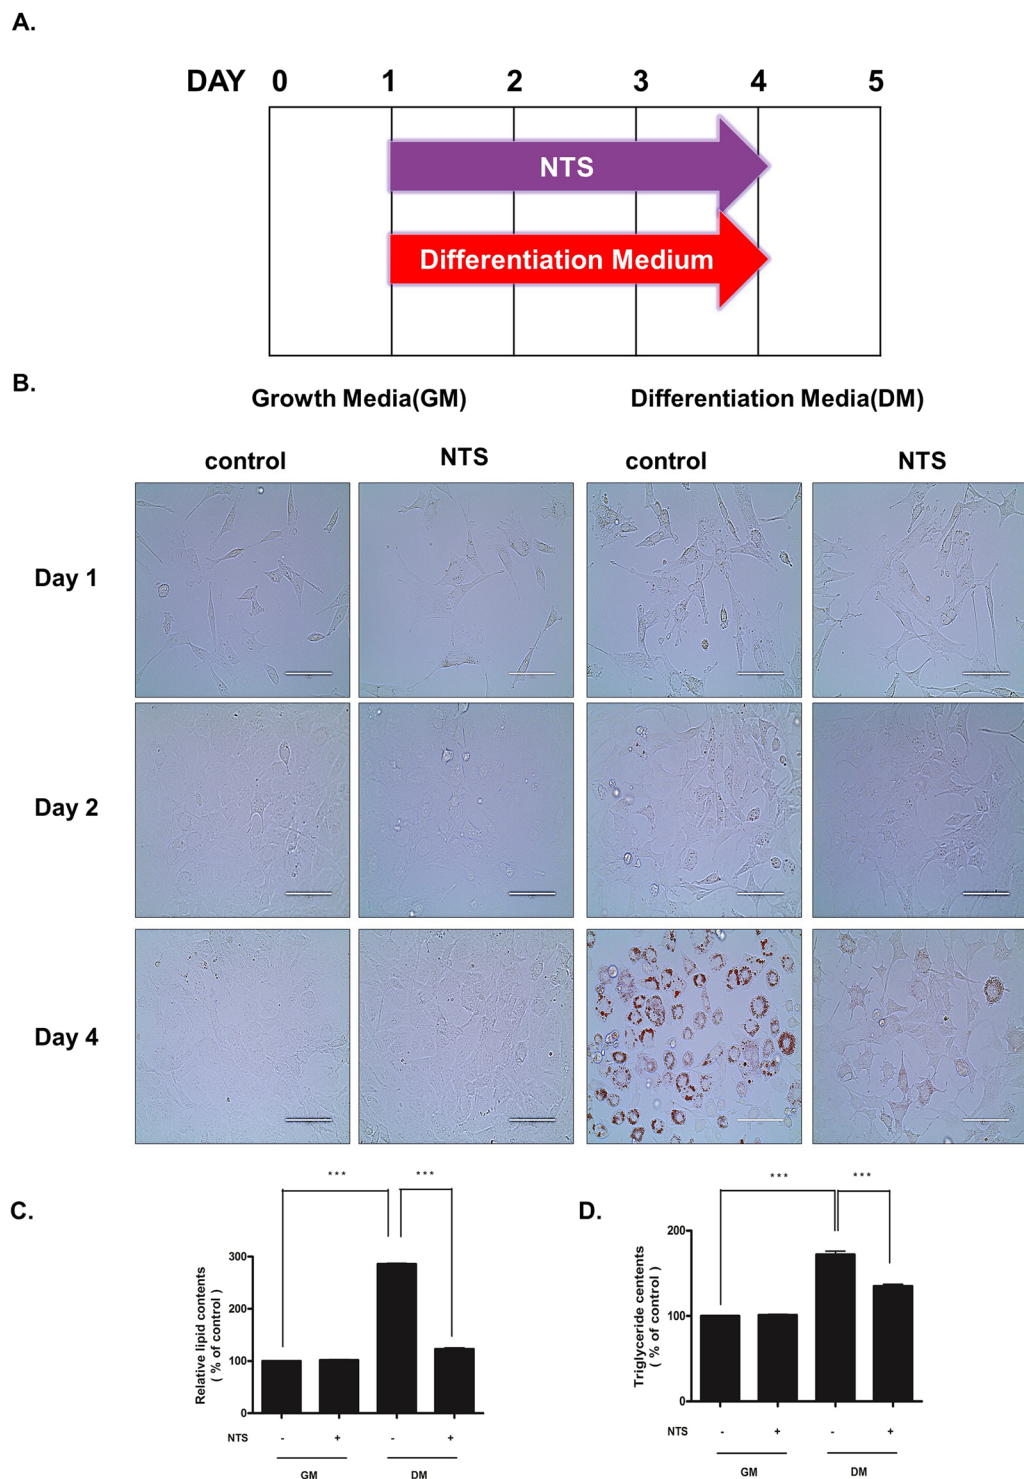 A.
DAY 0 1 2 3 4 5
NTS
Differentiation Medium
B.
Growth Media(GM) Differentiation Media(DM)
control NTS control NTS
Day 1
Day 2
Day 4
C.
*** ***
Relative lipid contents
( % of control )
300
200
100
0
NTS - + - +
GM DM
D.
*** ***
Triglyceride centents
( % of control )
200
100
0
NTS - + - +
GM DM